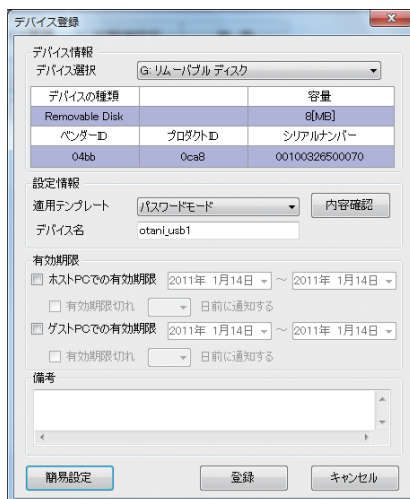 デバイス登録
デバイス情報
デバイス選択 G: リムーバブル ディスク
デバイスの種類 容量
Removable Disk 8[MB]
ベンダーID プロダクトID シリアルナンバー
04bb 0ca8 00100326500070
設定情報
適用テンプレート パスワードモード 内容確認
デバイス名 otani_usb1
有効期限
ホストPCでの有効期限 2011年 1月14日 ～ 2011年 1月14日
有効期限切れ 日前に通知する
ゲストPCでの有効期限 2011年 1月14日 ～ 2011年 1月14日
有効期限切れ 日前に通知する
備考
簡易設定 登録 キャンセル